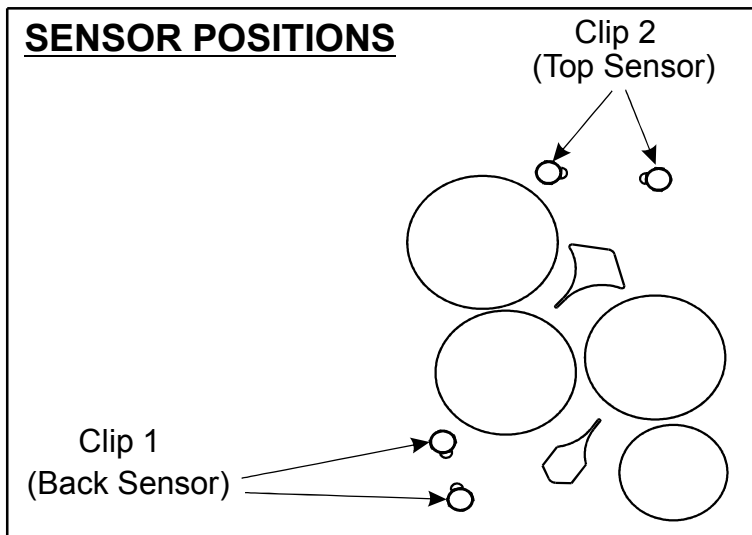 SENSOR POSITIONS
Clip 2
(Top Sensor)
Clip 1
(Back Sensor)